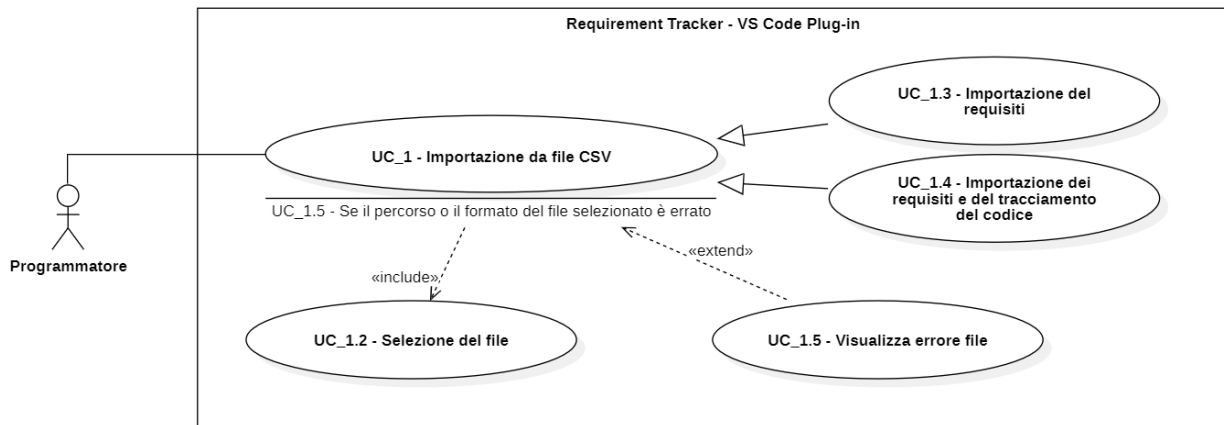 Requirement Tracker - VS Code Plug-in
UC_1.3 - Importazione del
requisiti
UC_1 - Importazione da file CSV
UC_1.4 - Importazione dei
requisiti e del tracciamento
del codice
UC_1.5 - Se il percorso o il formato del file selezionato è errato
Programmatore
«include»
«extend»
UC_1.2 - Selezione del file
UC_1.5 - Visualizza errore file